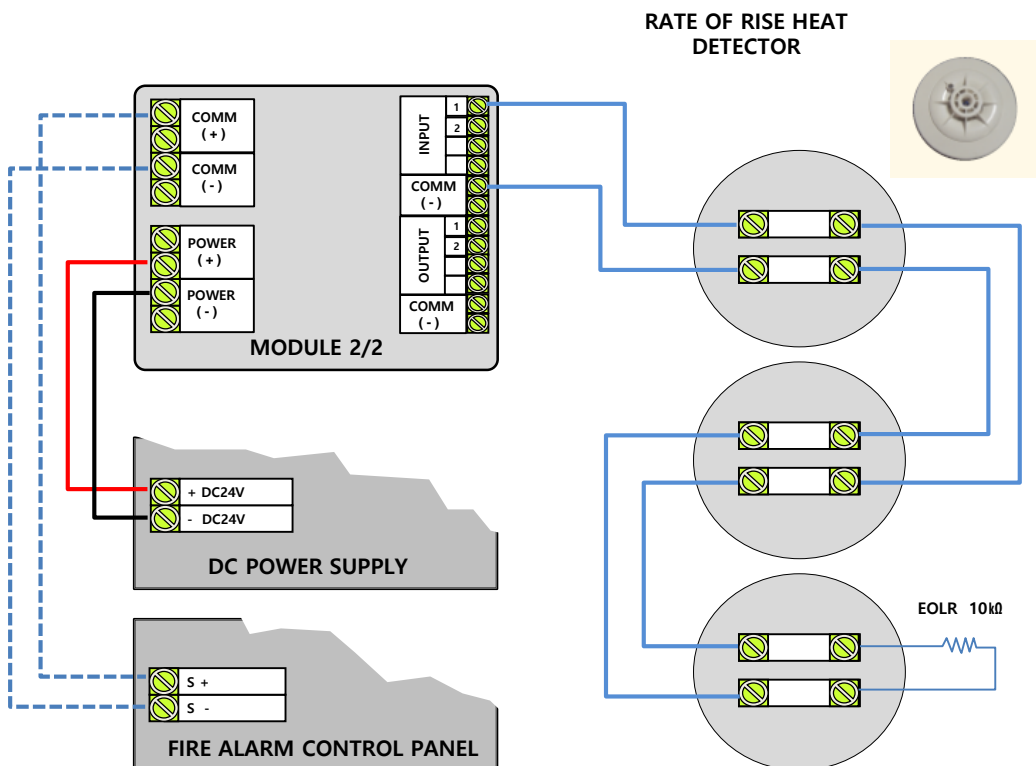 RATE OF RISE HEAT
DETECTOR
COMM
(+)
COMM
(-)
POWER
(+)
POWER
(-)
INPUT
1
2
COMM
(-)
OUTPUT
1
2
COMM
(-)
MODULE 2/2
+ DC24V
- DC24V
DC POWER SUPPLY
EOLR 10㏀
S +
S -
FIRE ALARM CONTROL PANEL